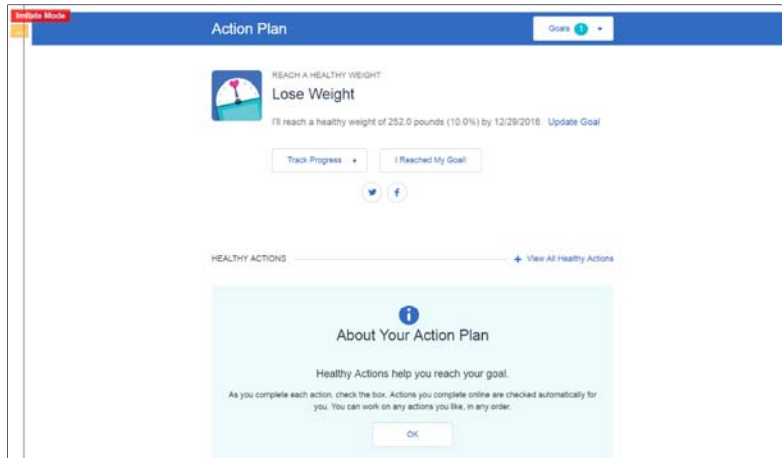 Imitate Mode
Action Plan
Goals 1
REACH A HEALTHY WEIGHT
Lose Weight
I'll reach a healthy weight of 252.0 pounds (10.0%) by 12/29/2016 Update Goal
Track Progress
I Reached My Goal!
HEALTHY ACTIONS
+ View All Healthy Actions
About Your Action Plan
Healthy Actions help you reach your goal.
As you complete each action, check the box. Actions you complete online are checked automatically for
you. You can work on any actions you like, in any order.
OK